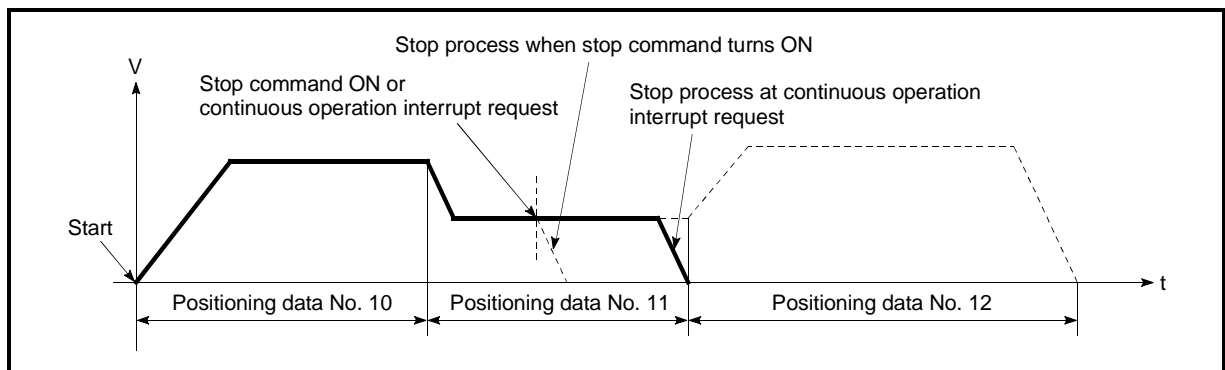 Stop process when stop command turns ON
V
Stop command ON or
continuous operation interrupt request
Stop process at continuous operation
interrupt request
Start
t
Positioning data No. 10
Positioning data No. 11
Positioning data No. 12